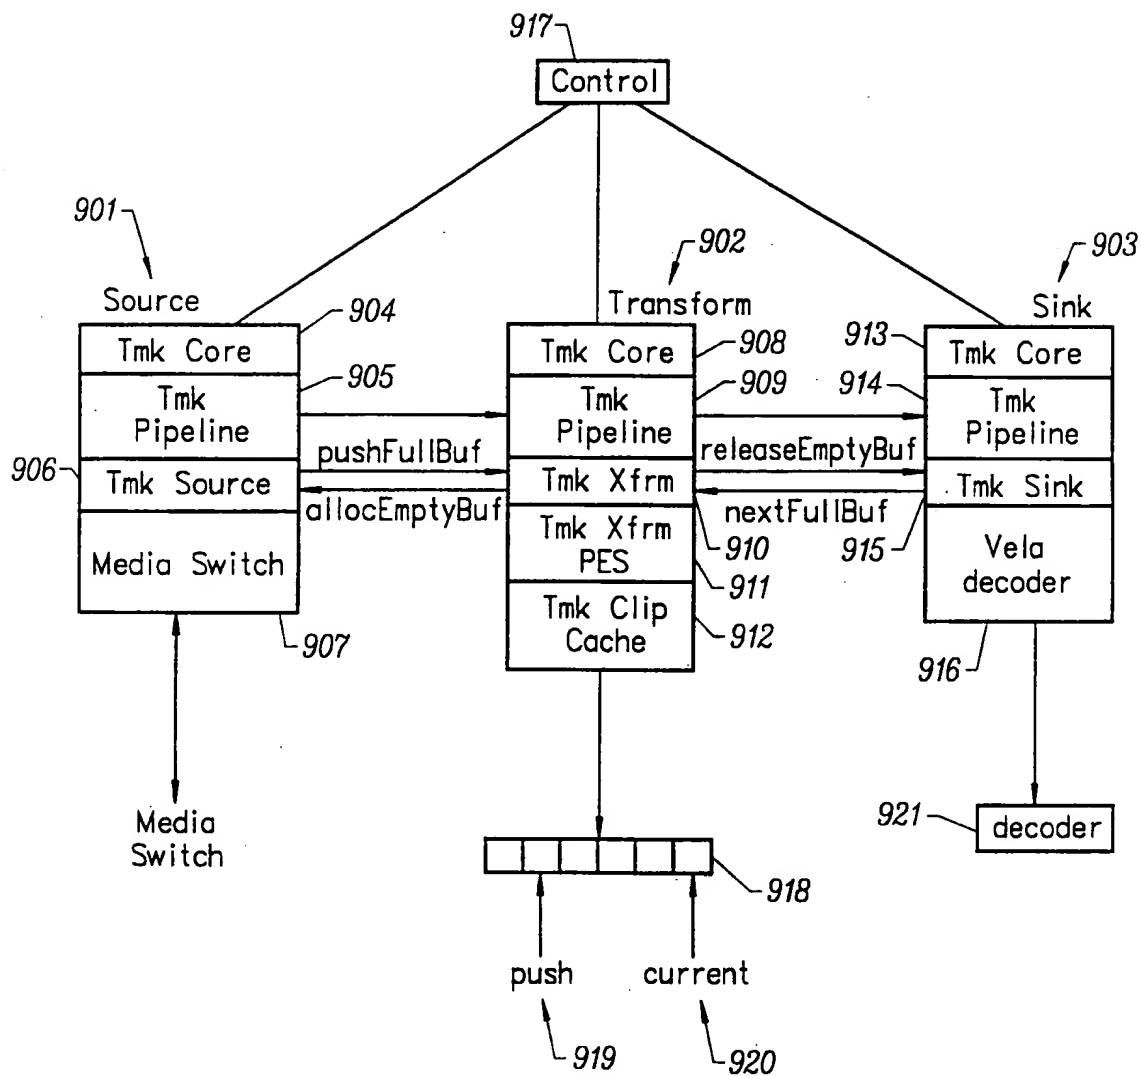 917
Control
901
902
903
Source
Transform
Sink
904
Tmk Core
905
Tmk
Pipeline
906
Tmk Source
Media Switch
907
Media
Switch
pushFullBuf
allocEmptyBuf
Tmk Core
908
Tmk
Pipeline
909
Tmk Xfrm
910
Tmk Xfrm
PES
911
Tmk Clip
Cache
912
releaseEmptyBuf
nextFullBuf
913
Tmk Core
914
Tmk
Pipeline
Tmk Sink
915
Vela
decoder
916
921
decoder
918
push
current
919
920